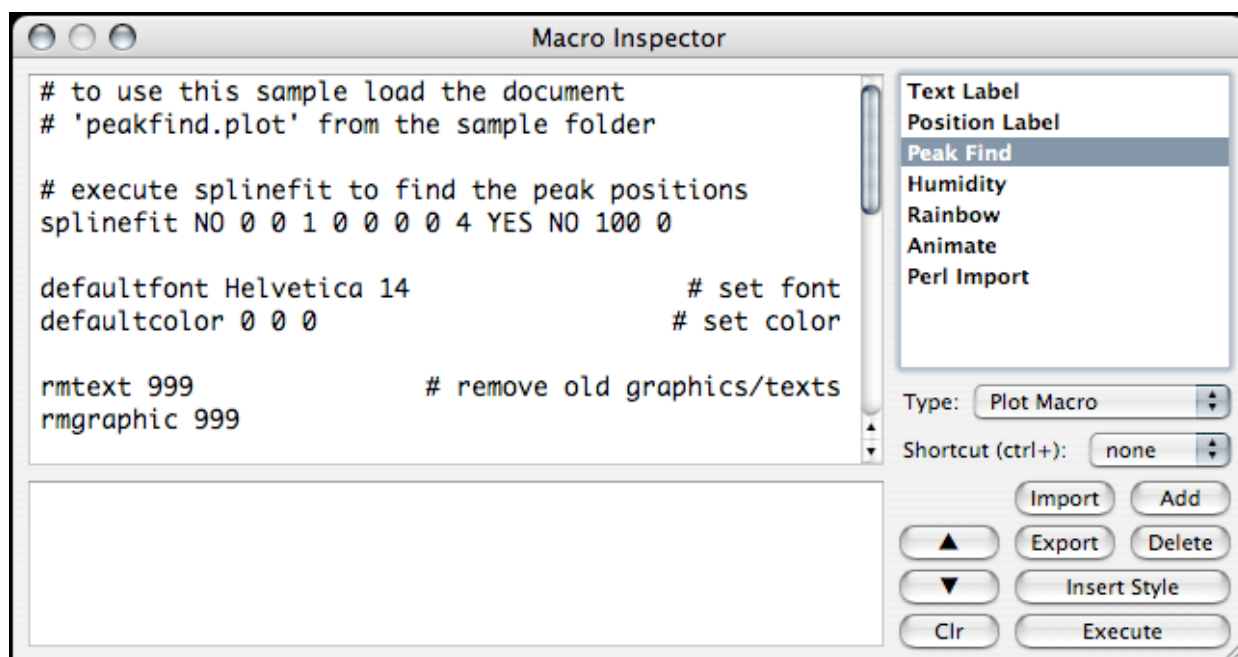 Macro Inspector
# to use this sample load the document
# 'peakfind.plot' from the sample folder
# execute splinefit to find the peak positions
splinefit NO 0 0 1 0 0 0 0 4 YES NO 100 0
defaultfont Helvetica 14 # set font
defaultcolor 0 0 0 # set color
rmtext 999 # remove old graphics/texts
rmgraphic 999
Text Label
Position Label
Peak Find
Humidity
Rainbow
Animate
Perl Import
Type: Plot Macro
Shortcut (ctrl+): none
Import Add
Export Delete
Insert Style
Clr Execute